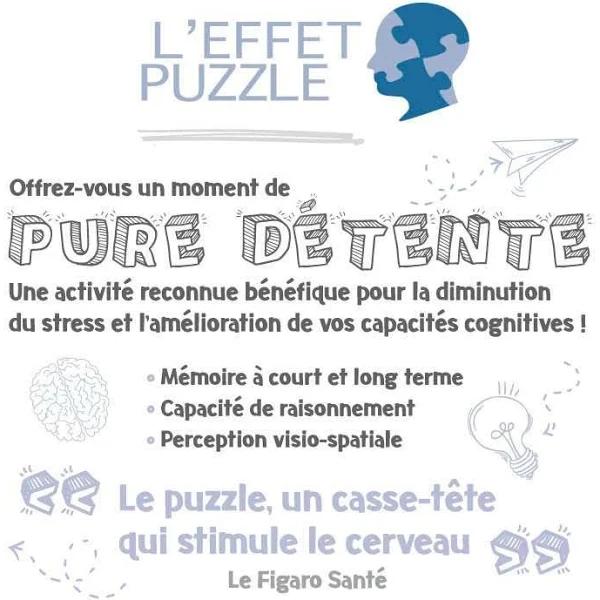 L'EFFET
PUZZLE
Offrez-vous un moment de
PURE DÉTENTE
Une activité reconnue bénéfique pour la diminution
du stress et l'amélioration de vos capacités cognitives !
• Mémoire à court et long terme
• Capacité de raisonnement
• Perception visio-spatiale
« Le puzzle, un casse-tête
qui stimule le cerveau »
Le Figaro Santé